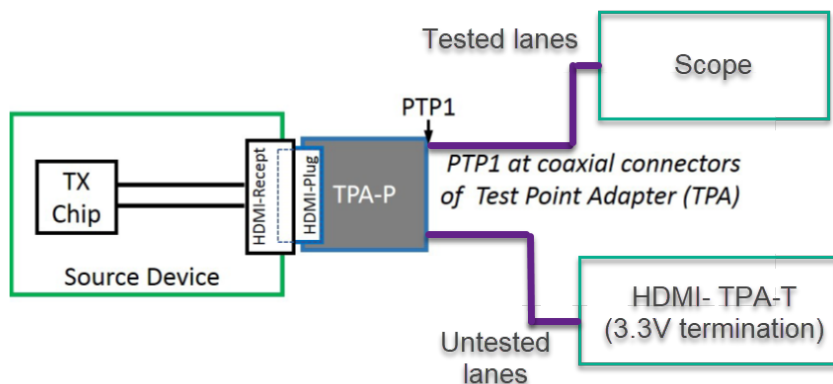 Tested lanes
Scope
PTP1
TX
Chip
HDMI-Recept
HDMI-Plug
TPA-P
PTP1 at coaxial connectors
of Test Point Adapter (TPA)
Source Device
HDMI- TPA-T
(3.3V termination)
Untested
lanes